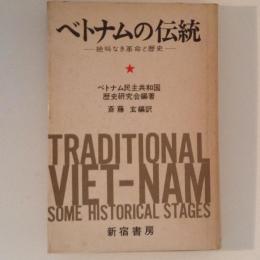 ベトナムの伝統
―絶叫なき革命と歴史―
★
ベトナム民主共和国
歴史研究会編著
斎藤 玄編訳
TRADITIONAL
VIET-NAM
SOME HISTORICAL STAGES
新宿書房